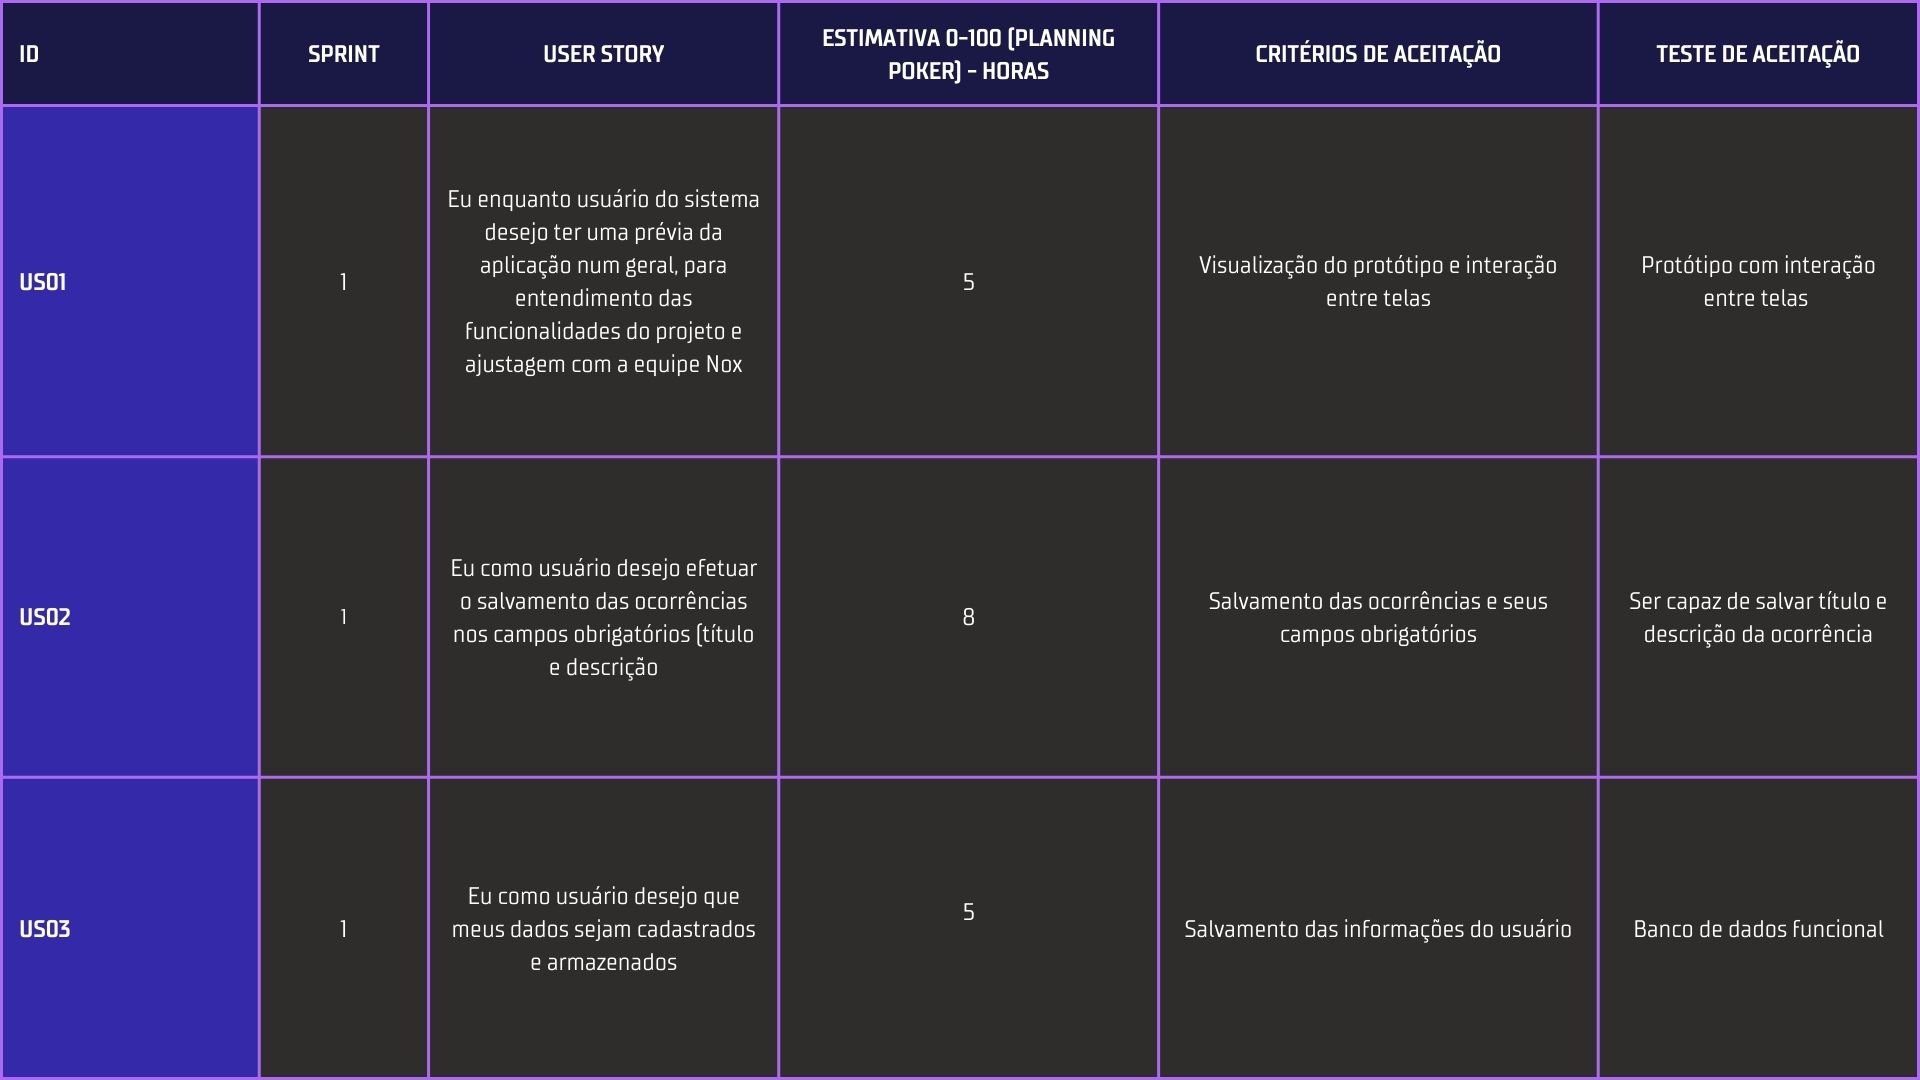 ID
SPRINT
USER STORY
ESTIMATIVA 0-100 (PLANNING
POKER) - HORAS
CRITÉRIOS DE ACEITAÇÃO
TESTE DE ACEITAÇÃO
US01
1
Eu enquanto usuário do sistema
desejo ter uma prévia da
aplicação num geral, para
entendimento das
funcionalidades do projeto e
ajustagem com a equipe Nox
5
Visualização do protótipo e interação
entre telas
Protótipo com interação
entre telas
US02
1
Eu como usuário desejo efetuar
o salvamento das ocorrências
nos campos obrigatórios (título
e descrição
8
Salvamento das ocorrências e seus
campos obrigatórios
Ser capaz de salvar título e
descrição da ocorrência
US03
1
Eu como usuário desejo que
meus dados sejam cadastrados
e armazenados
5
Salvamento das informações do usuário
Banco de dados funcional